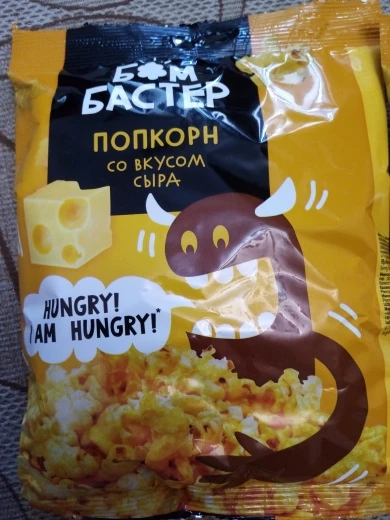 БОМ
БАСТЕР
ПОПКОРН
СО ВКУСОМ
СЫРА
HUNGRY!
I AM HUNGRY!*